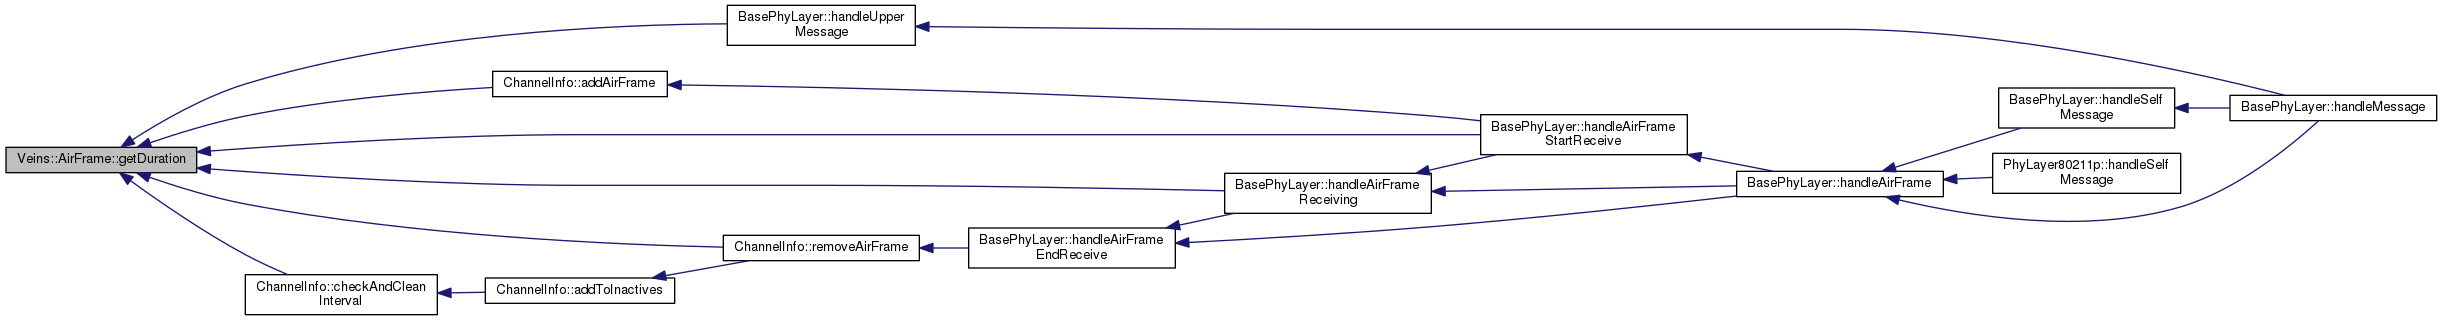 BasePhyLayer::handleUpper
Message
ChannelInfo::addAirFrame
BasePhyLayer::handleSelf
Message
BasePhyLayer::handleMessage
BasePhyLayer::handleAirFrame
StartReceive
Veins::AirFrame::getDuration
PhyLayer80211p::handleSelf
Message
BasePhyLayer::handleAirFrame
Receiving
BasePhyLayer::handleAirFrame
ChannelInfo::removeAirFrame
BasePhyLayer::handleAirFrame
EndReceive
ChannelInfo::checkAndClean
Interval
ChannelInfo::addToInactives